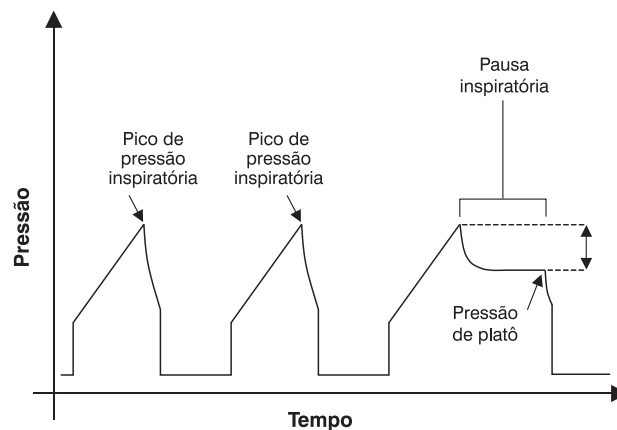 Pausa
inspiratória
Pico de
pressão
inspiratória
Pico de
pressão
inspiratória
Pressão
Pressão
de platô
Tempo